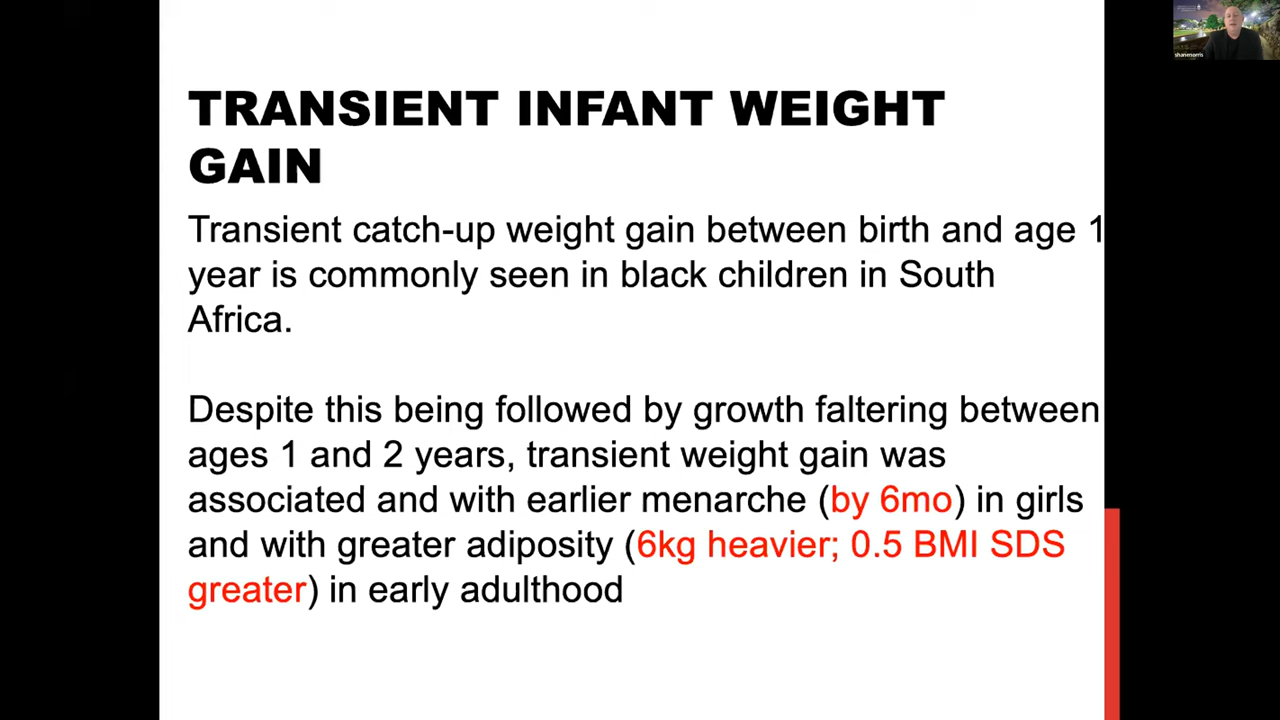 TRANSIENT INFANT WEIGHT
GAIN
Transient catch-up weight gain between birth and age 1
year is commonly seen in black children in South
Africa.
Despite this being followed by growth faltering between
ages 1 and 2 years, transient weight gain was
associated and with earlier menarche (by 6mo) in girls
and with greater adiposity (6kg heavier; 0.5 BMI SDS
greater) in early adulthood
shanenorris